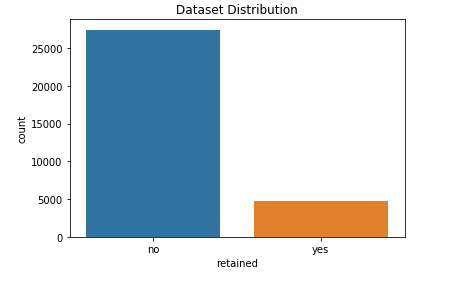 Dataset Distribution
25000
20000
15000
10000
5000
0
count
no yes
retained